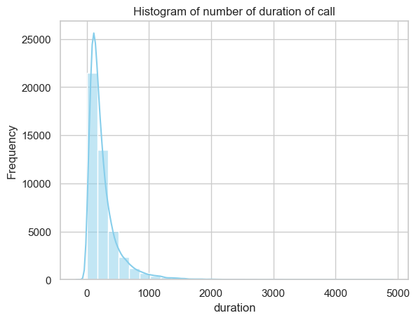 Histogram of number of duration of call
25000
20000
15000
10000
5000
0
Frequency
0 1000 2000 3000 4000 5000
duration